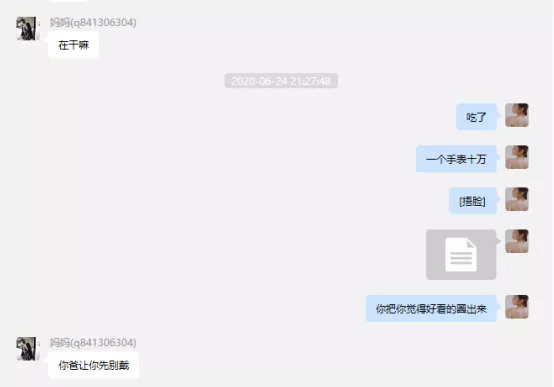 妈妈(q841306304)
在干嘛
2020-06-24 21:27:48
吃了
一个手表十万
[捂脸]
你把你觉得好看的圈出来
妈妈(q841306304)
你爸让你先别戴